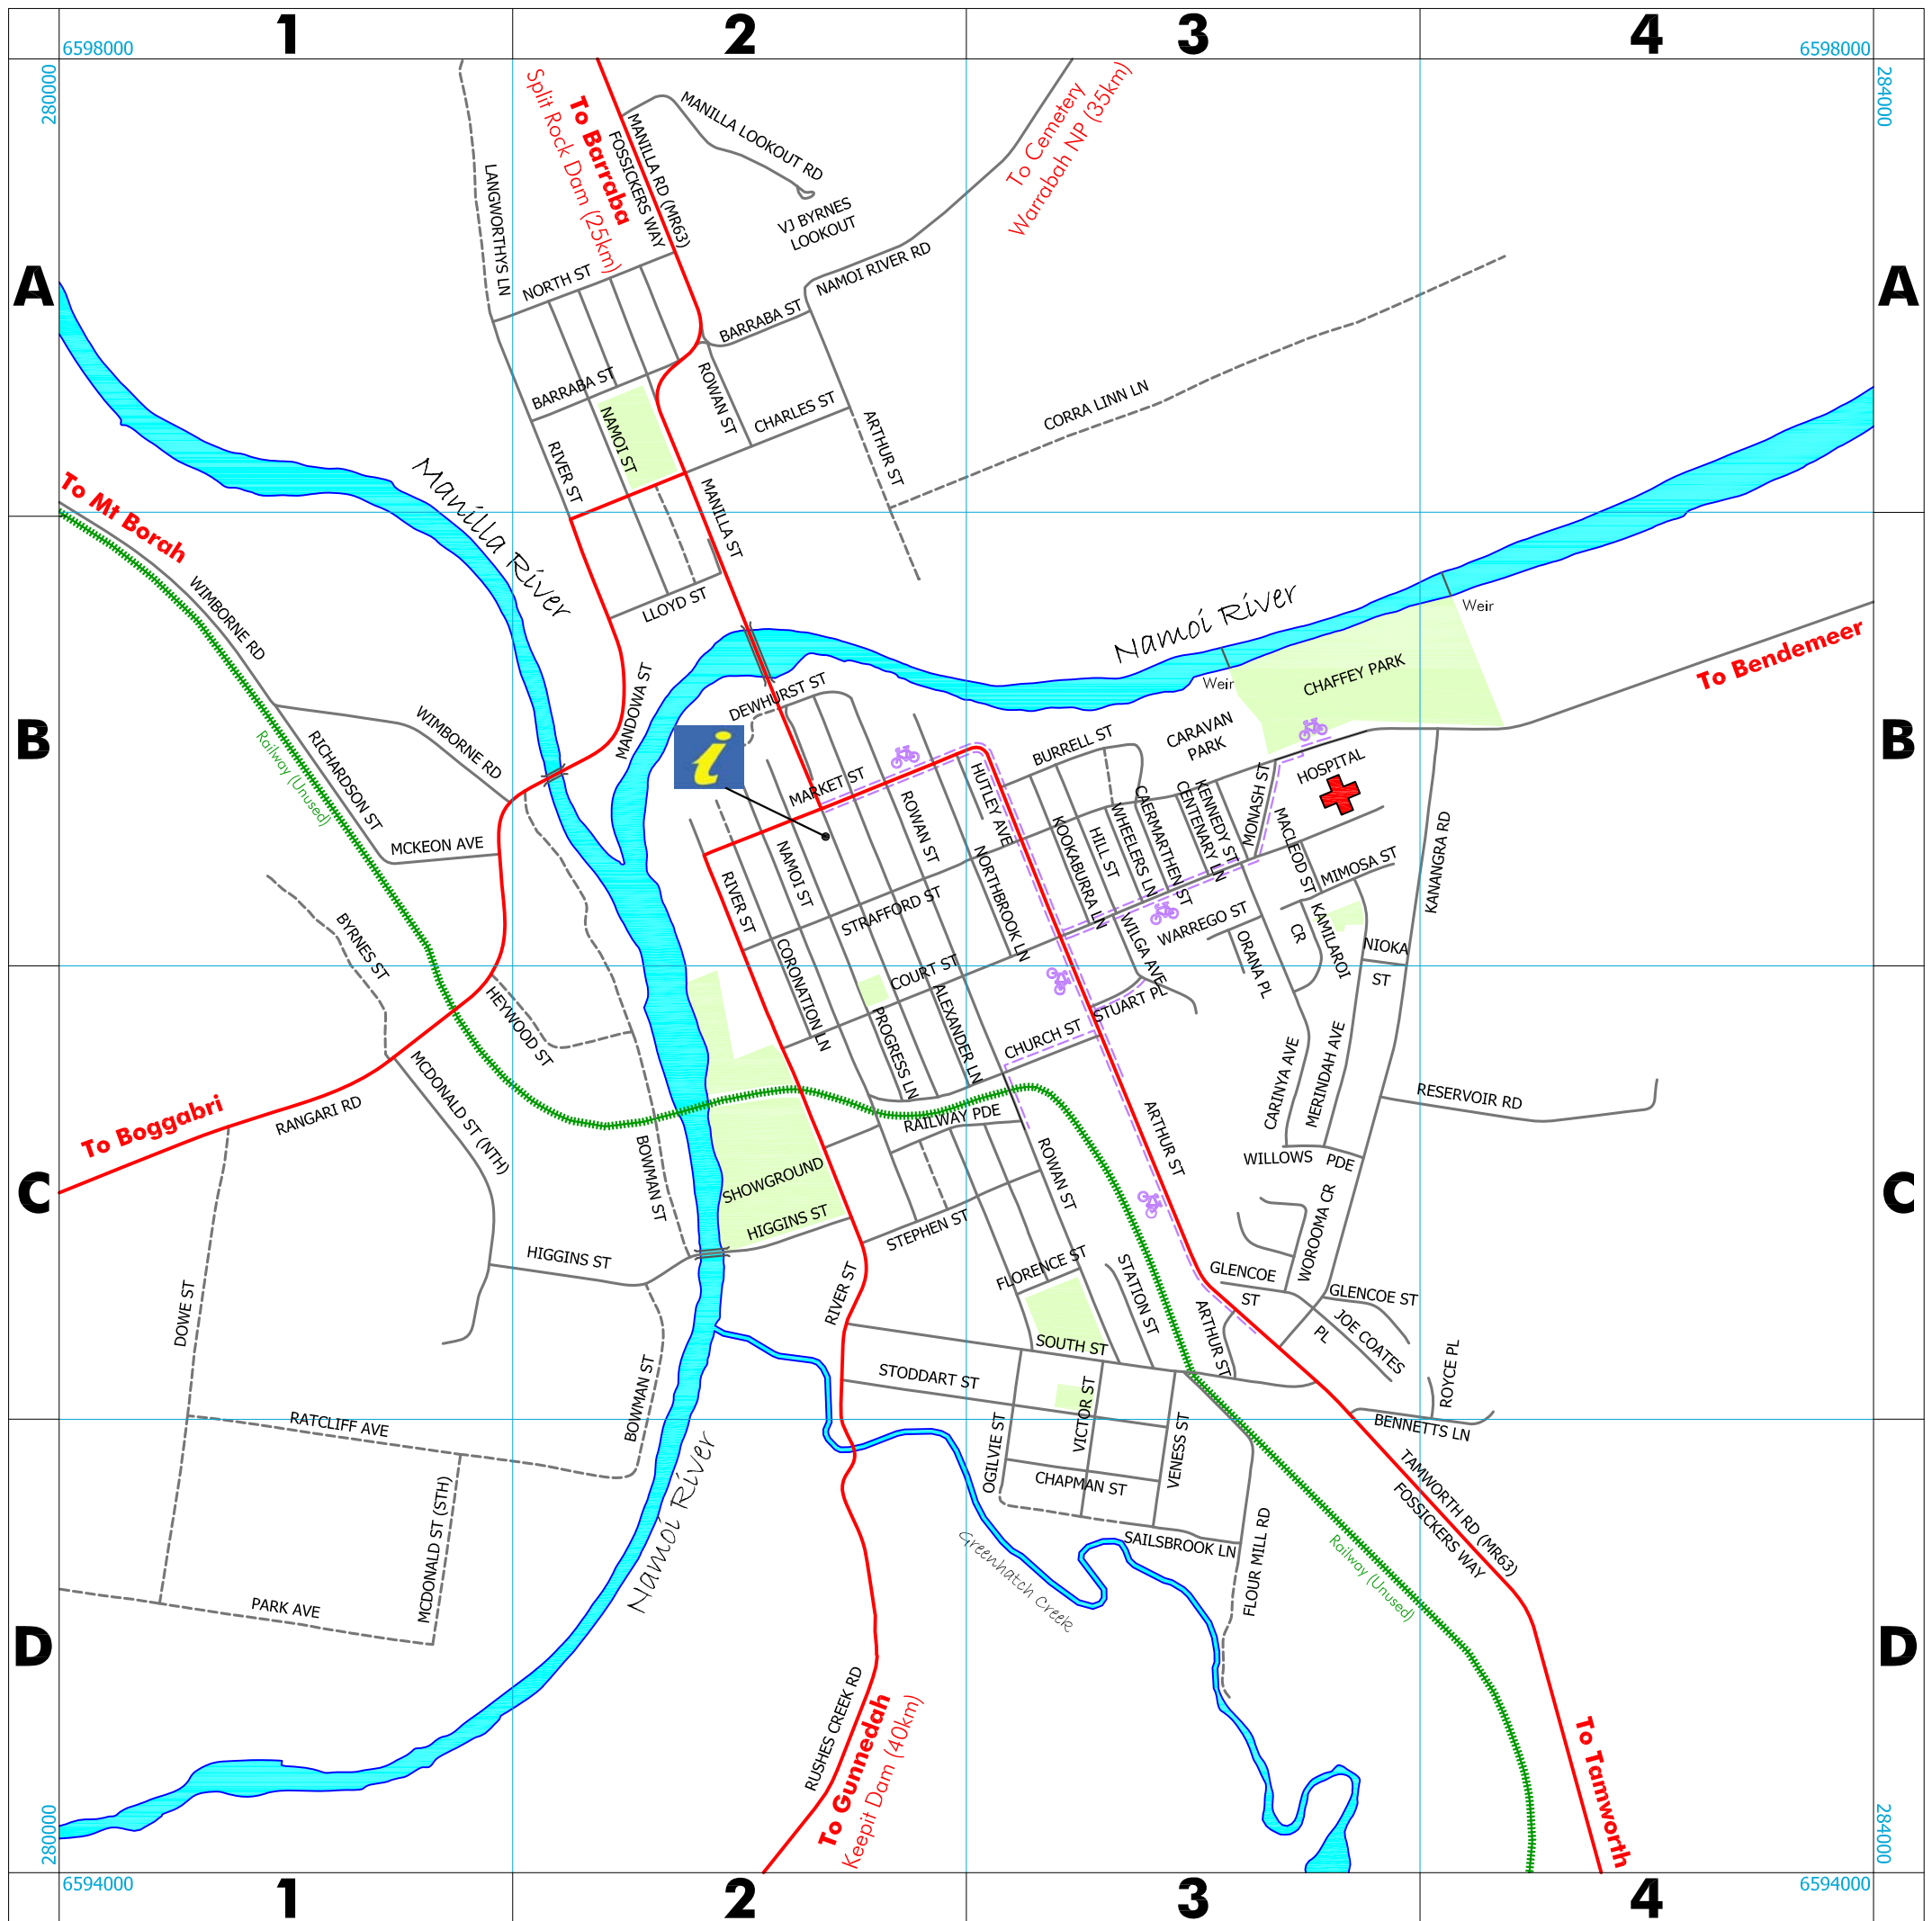 1
2
3
4
6598000
6598000
280000
284000
A
A
B
B
C
C
D
D
To Barraba
Split Rock Dam (25km)
MANILLA RD (MR63)
FOSSICKERS WAY
MANILLA LOOKOUT RD
VJ BYRNES
LOOKOUT
To Cemetery
Warrabah NP (35km)
LANGWORTHYS LN
NORTH ST
NAMOI RIVER RD
BARRABA ST
BARRABA ST
ROWAN ST
CHARLES ST
NAMOI ST
RIVER ST
ARTHUR ST
CORRA LINN LN
Manilla River
MANILLA ST
To Mt Borah
WIMBORNE RD
LLOYD ST
Namoi River
Weir
Weir
CHAFFEY PARK
To Bendemeer
MANDOWA ST
DEWHURST ST
WIMBORNE RD
RICHARDSON ST
Railway (Unused)
MCKEON AVE
i
MARKET ST
BURRELL ST
CARAVAN
PARK
HOSPITAL
HUTLEY AVE
ROWAN ST
KOOKABURRA LN
HILL ST
WHEELERS LN
CAERMARTHEN ST
CENTENARY LN
KENNEDY ST
MONASH ST
MACLEOD ST
MIMOSA ST
KANANGRA RD
RIVER ST
NAMOI ST
STRAFFORD ST
NORTHBROOK LN
WILGA AVE
WARREGO ST
ORANA PL
KAMILAROI
CR
NIOKA
ST
BYRNES ST
HEYWOOD ST
CORONATION LN
COURT ST
PROGRESS LN
ALEXANDER LN
CHURCH ST
STUART PL
CARINYA AVE
MERINDAH AVE
RESERVOIR RD
To Boggabri
RANGARI RD
MCDONALD ST (NTH)
BOWMAN ST
RAILWAY PDE
ARTHUR ST
WILLOWS PDE
SHOWGROUND
HIGGINS ST
HIGGINS ST
STEPHEN ST
ROWAN ST
WOROOMA CR
FLORENCE ST
STATION ST
GLENCOE
ST
GLENCOE ST
DOWE ST
RIVER ST
SOUTH ST
ARTHUR ST
JOE COATES
PL
ROYCE PL
STODDART ST
BOWMAN ST
VICTOR ST
BENNETTS LN
RATCLIFF AVE
OGILVIE ST
VENESS ST
CHAPMAN ST
TAMWORTH RD (MR63)
FOSSICKERS WAY
MCDONALD ST (STH)
Namoi River
Greenhatch Creek
SAILSBROOK LN
FLOUR MILL RD
Railway (Unused)
PARK AVE
RUSHES CREEK RD
To Gunnedah
Keepit Dam (40km)
To Tamworth
280000
284000
6594000
6594000
1
2
3
4